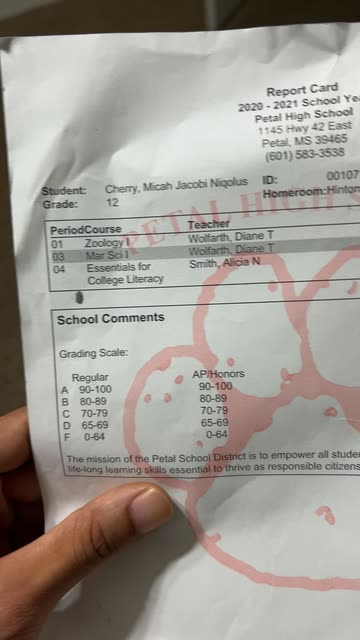 Report Card
2020 - 2021 School Yea
Petal High School
1145 Hwy 42 East
Petal, MS 39465
(601) 583-3538
Student: Cherry, Micah Jacobi Niqolus ID: 00107
Grade: 12 Homeroom: Hinton
PETAL HIGH S
Period Course Teacher
01 Zoology I Wolfarth, Diane T
03 Mar Sci I Wolfarth, Diane T
04 Essentials for Smith, Alicia N
College Literacy
School Comments
Grading Scale:
Regular AP/Honors
A 90-100 90-100
B 80-89 80-89
C 70-79 70-79
D 65-69 65-69
F 0-64 0-64
The mission of the Petal School District is to empower all studen
life-long learning skills essential to thrive as responsible citizens